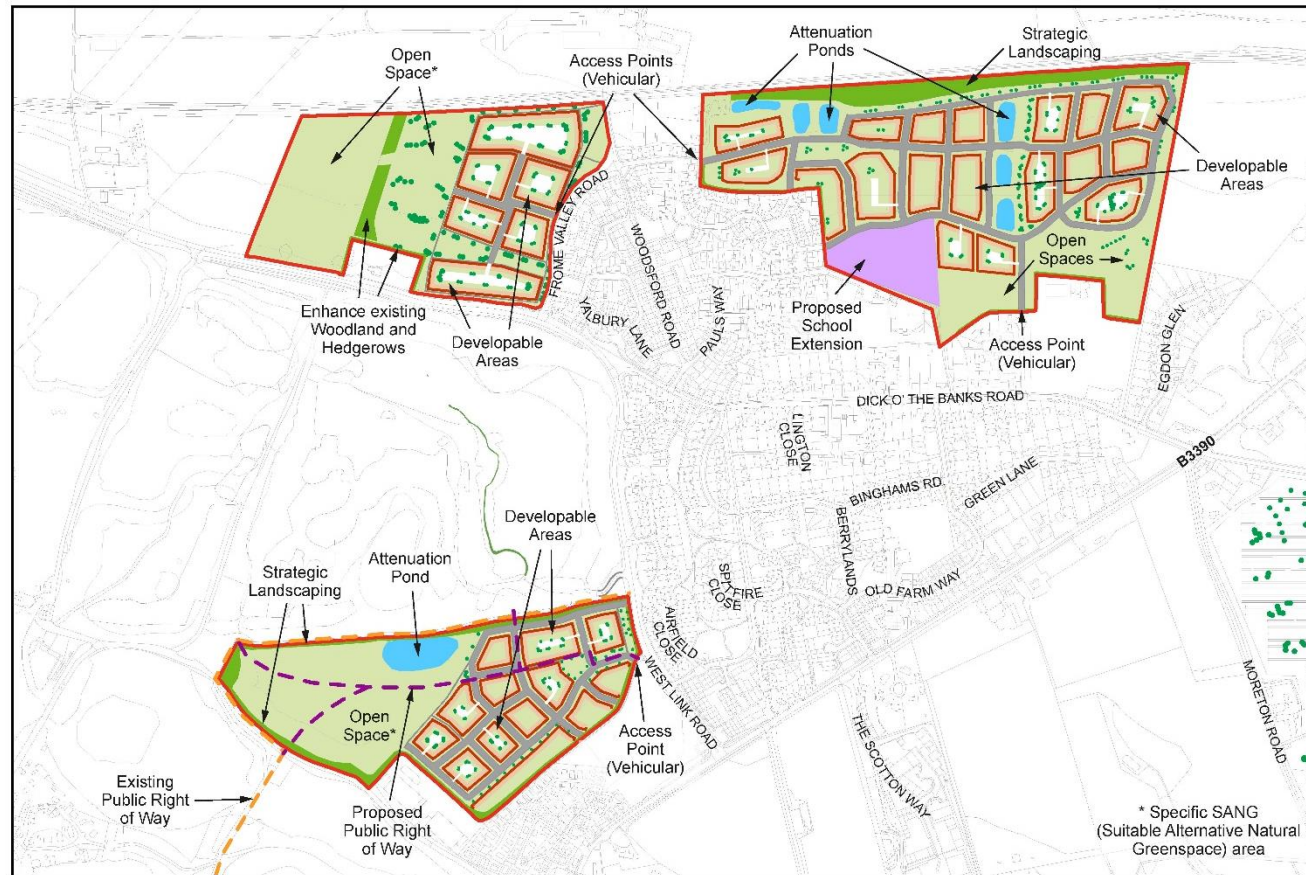 Open
Space*
Access Points
(Vehicular)
Attenuation
Ponds
Strategic
Landscaping
Developable
Areas
FROME VALLEY ROAD
WOODSFORD ROAD
PAULS WAY
YALBURY LANE
Enhance existing
Woodland and
Hedgerows
Developable
Areas
Proposed
School
Extension
Open
Spaces
Access Point
(Vehicular)
EGDON GLEN
DICK O' THE BANKS ROAD
LINGTON
CLOSE
B3390
BINGHAMS RD.
GREEN LANE
BERRYLANDS
OLD FARM WAY
SPITFIRE
CLOSE
AIRFIELD
CLOSE
WEST LINK ROAD
Developable
Areas
Attenuation
Pond
Strategic
Landscaping
Open
Space*
Access
Point
(Vehicular)
Existing
Public Right
of Way
Proposed
Public Right
of Way
THE SCOTTON WAY
MORETON ROAD
* Specific SANG
(Suitable Alternative Natural
Greenspace) area